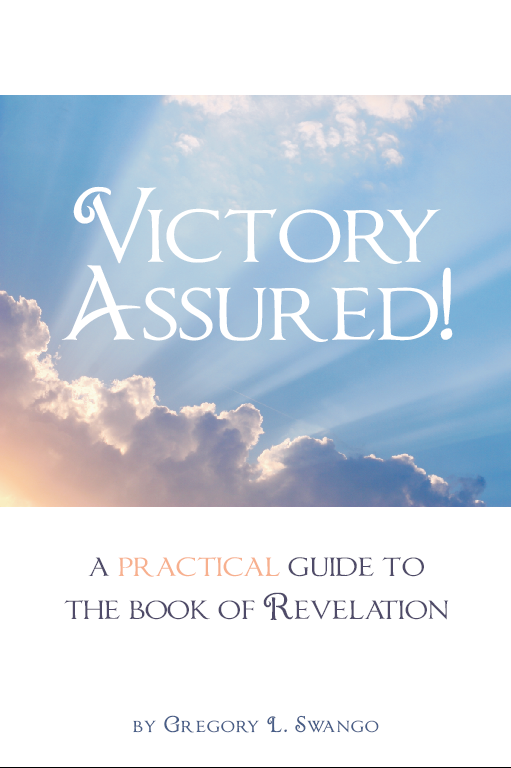 Victory
Assured!
a practical guide to
the book of Revelation
by Gregory L. Swango